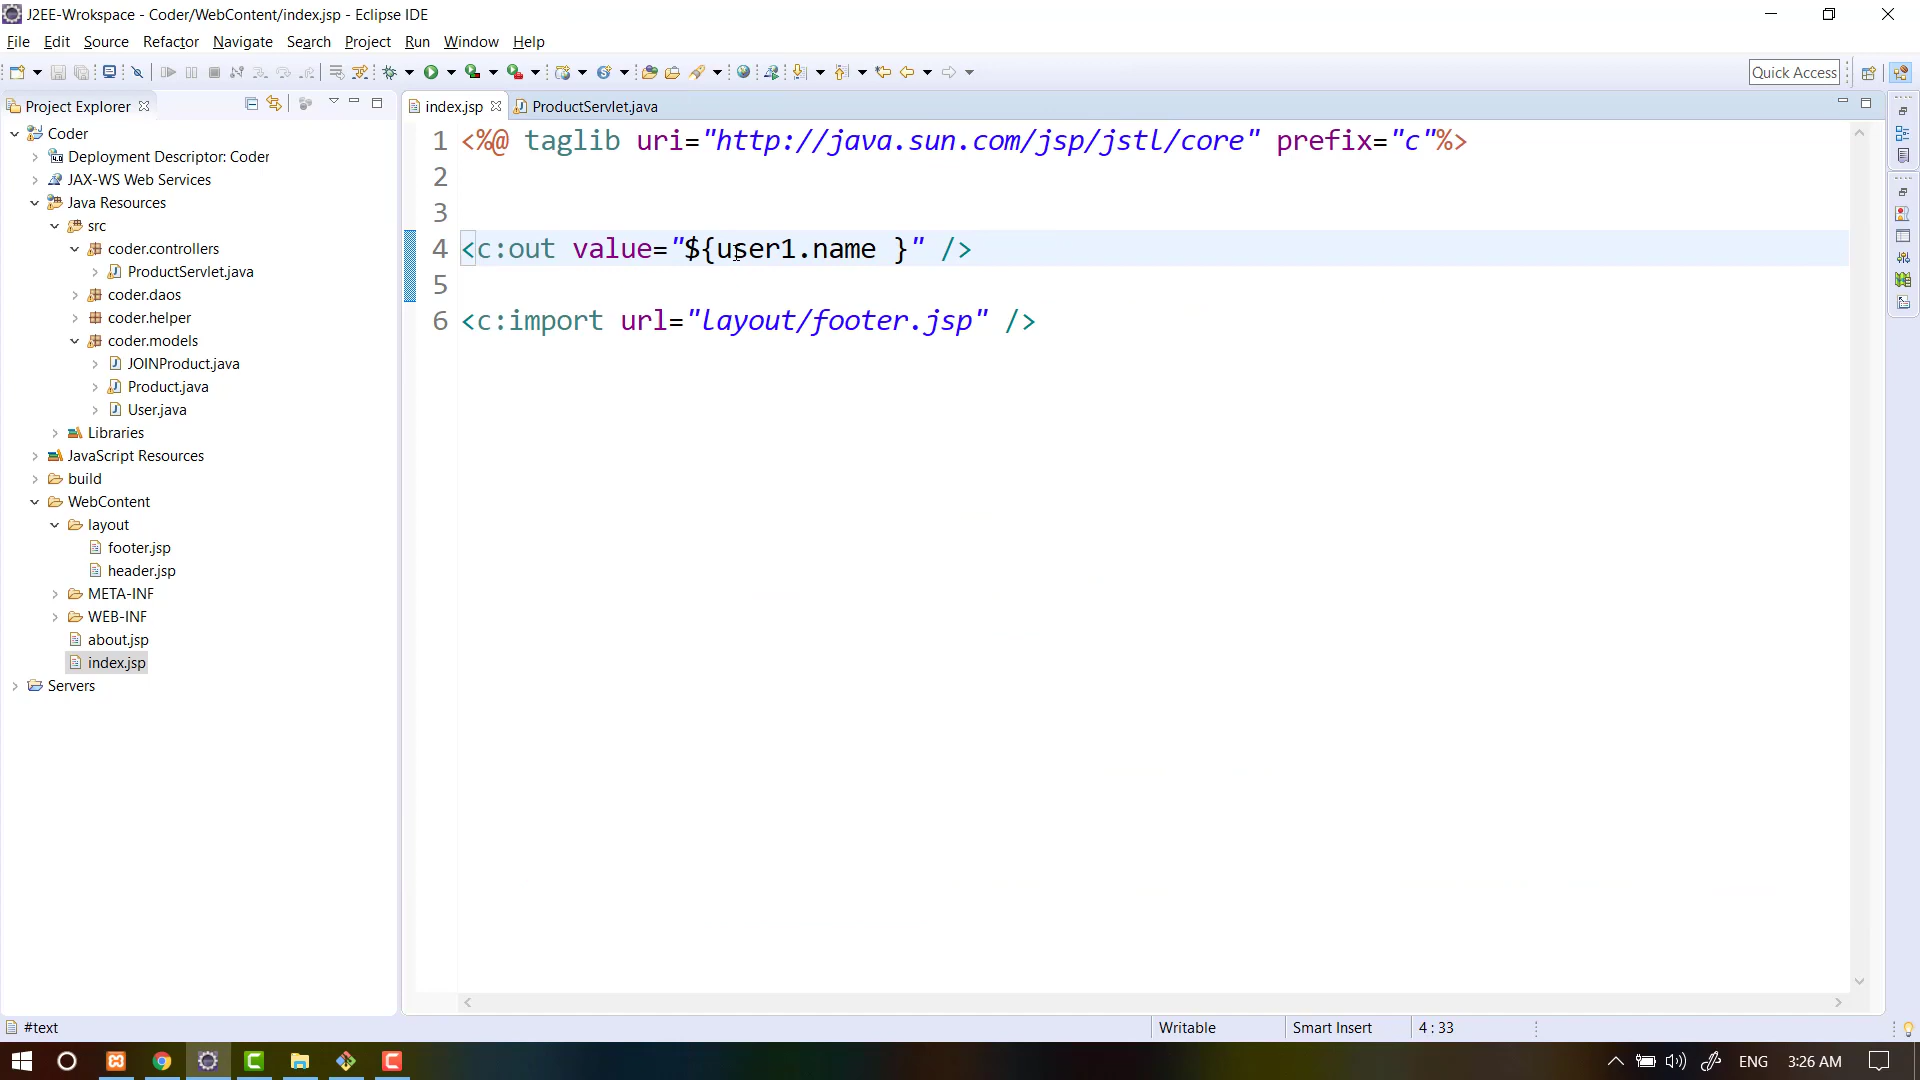 J2EE-Wrokspace - Coder/WebContent/index.jsp - Eclipse IDE
File Edit Source Refactor Navigate Search Project Run Window Help
Quick Access
Project Explorer
index.jsp
ProductServlet.java
Coder
Deployment Descriptor: Coder
JAX-WS Web Services
Java Resources
src
coder.controllers
ProductServlet.java
coder.daos
coder.helper
coder.models
JOINProduct.java
Product.java
User.java
Libraries
JavaScript Resources
build
WebContent
layout
footer.jsp
header.jsp
META-INF
WEB-INF
about.jsp
index.jsp
Servers
1 <%@ taglib uri="http://java.sun.com/jsp/jstl/core" prefix="c"%>
2
3
4 <c:out value="${user1.name }" />
5
6 <c:import url="layout/footer.jsp" />
#text
Writable
Smart Insert
4 : 33
ENG
3:26 AM